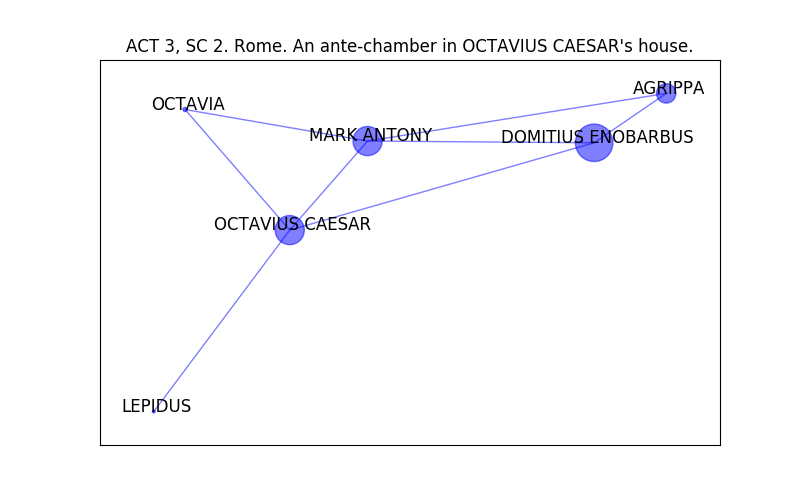 ACT 3, SC 2. Rome. An ante-chamber in OCTAVIUS CAESAR's house.
AGRIPPA
OCTAVIA
MARK ANTONY
DOMITIUS ENOBARBUS
OCTAVIUS CAESAR
LEPIDUS